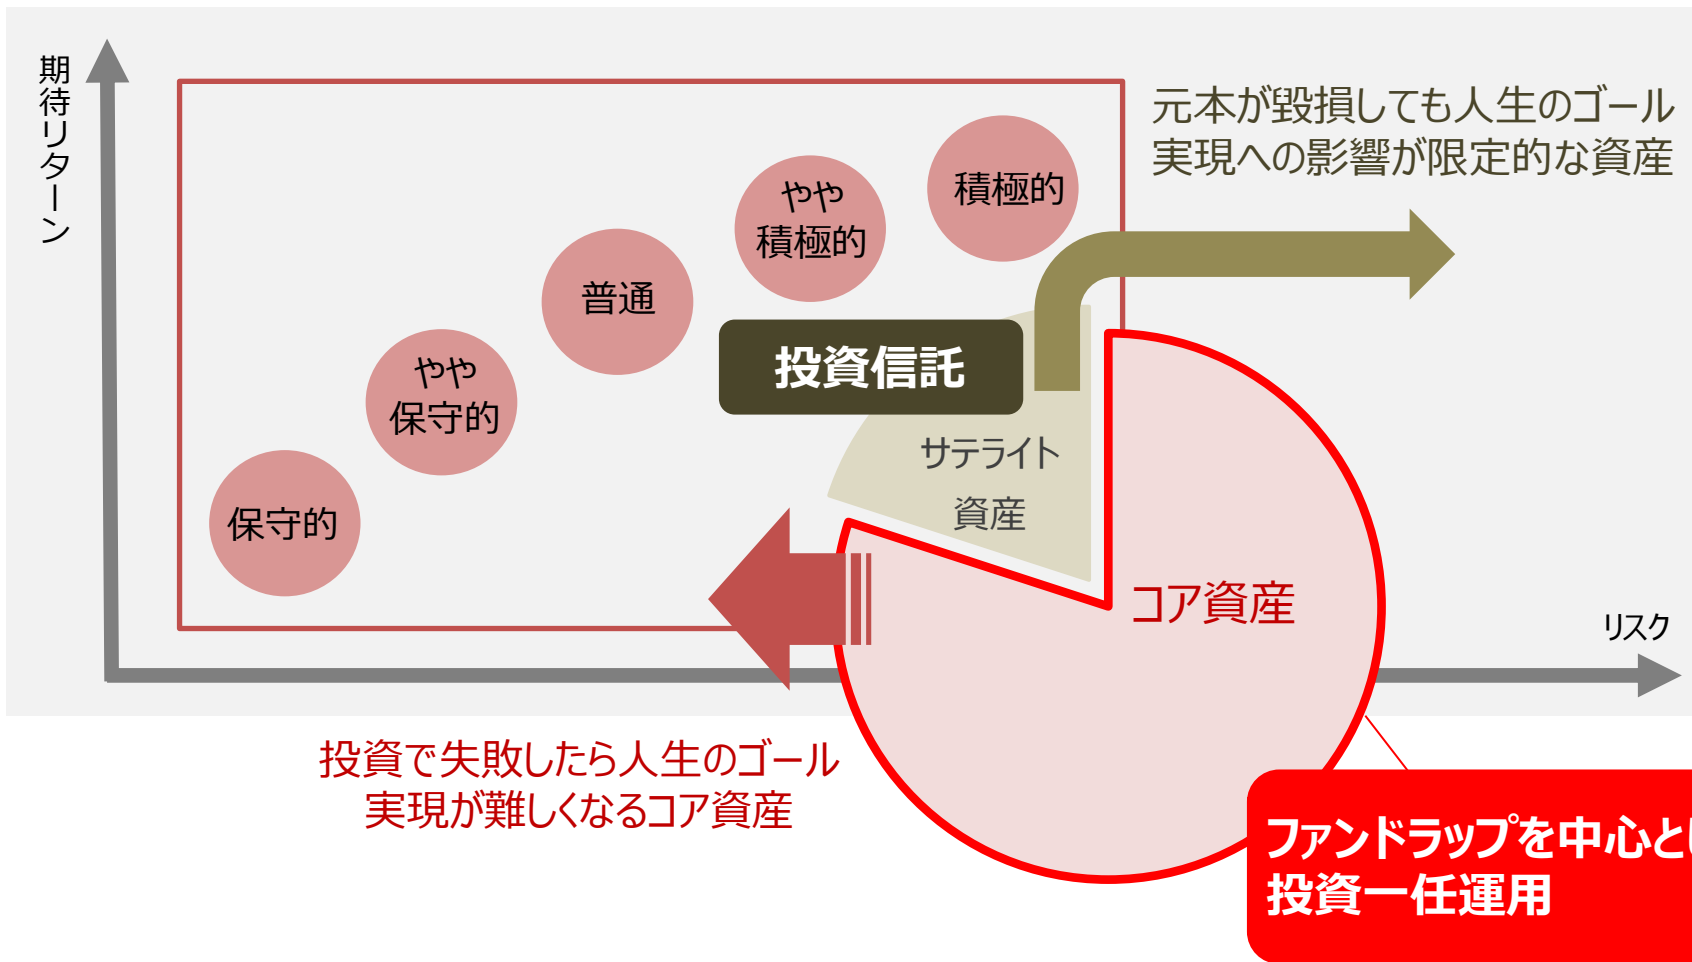 期待リターン
元本が毀損しても人生のゴール
実現への影響が限定的な資産
積極的
やや
積極的
普通
投資信託
やや
保守的
サテライト
資産
保守的
コア資産
リスク
投資で失敗したら人生のゴール
実現が難しくなるコア資産
ファンドラップを中心とし
投資一任運用